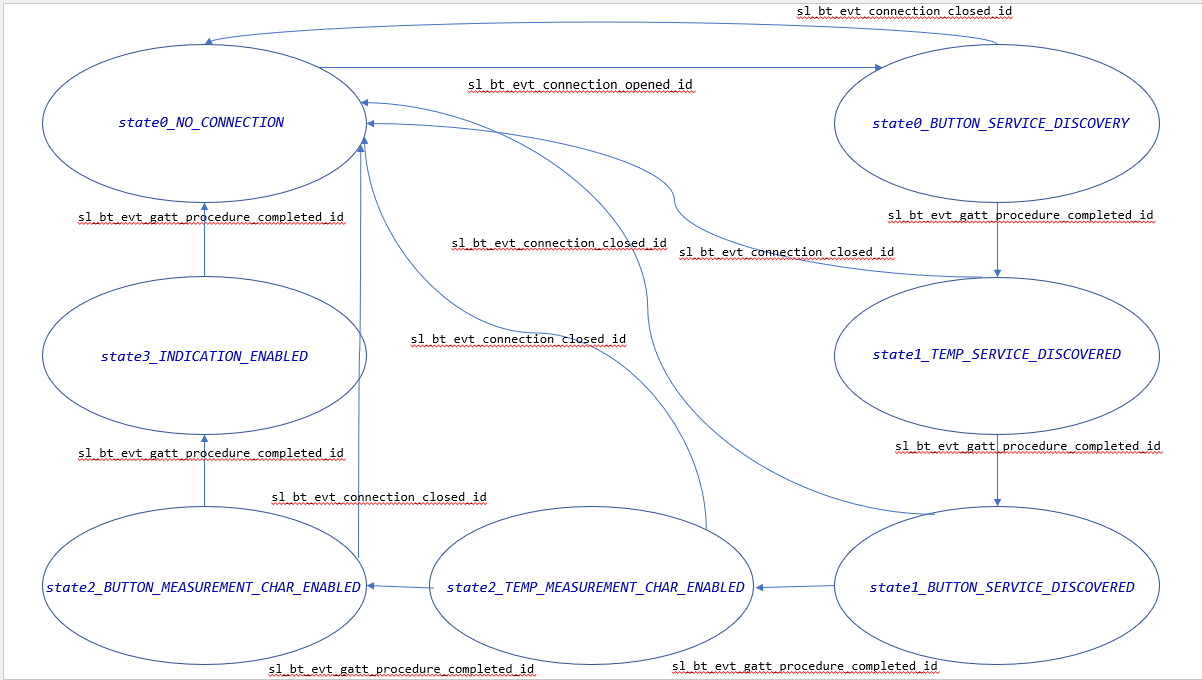 sl_bt_evt_connection_closed_id
sl_bt_evt_connection_opened_id
state0_NO_CONNECTION
state0_BUTTON_SERVICE_DISCOVERY
sl_bt_evt_gatt_procedure_completed_id
sl_bt_evt_gatt_procedure_completed_id
sl_bt_evt_connection_closed_id
sl_bt_evt_connection_closed_id
sl_bt_evt_connection_closed_id
state3_INDICATION_ENABLED
state1_TEMP_SERVICE_DISCOVERED
sl_bt_evt_gatt_procedure_completed_id
sl_bt_evt_gatt_procedure_completed_id
sl_bt_evt_connection_closed_id
state2_BUTTON_MEASUREMENT_CHAR_ENABLED
state2_TEMP_MEASUREMENT_CHAR_ENABLED
state1_BUTTON_SERVICE_DISCOVERED
sl_bt_evt_gatt_procedure_completed_id
sl_bt_evt_gatt_procedure_completed_id